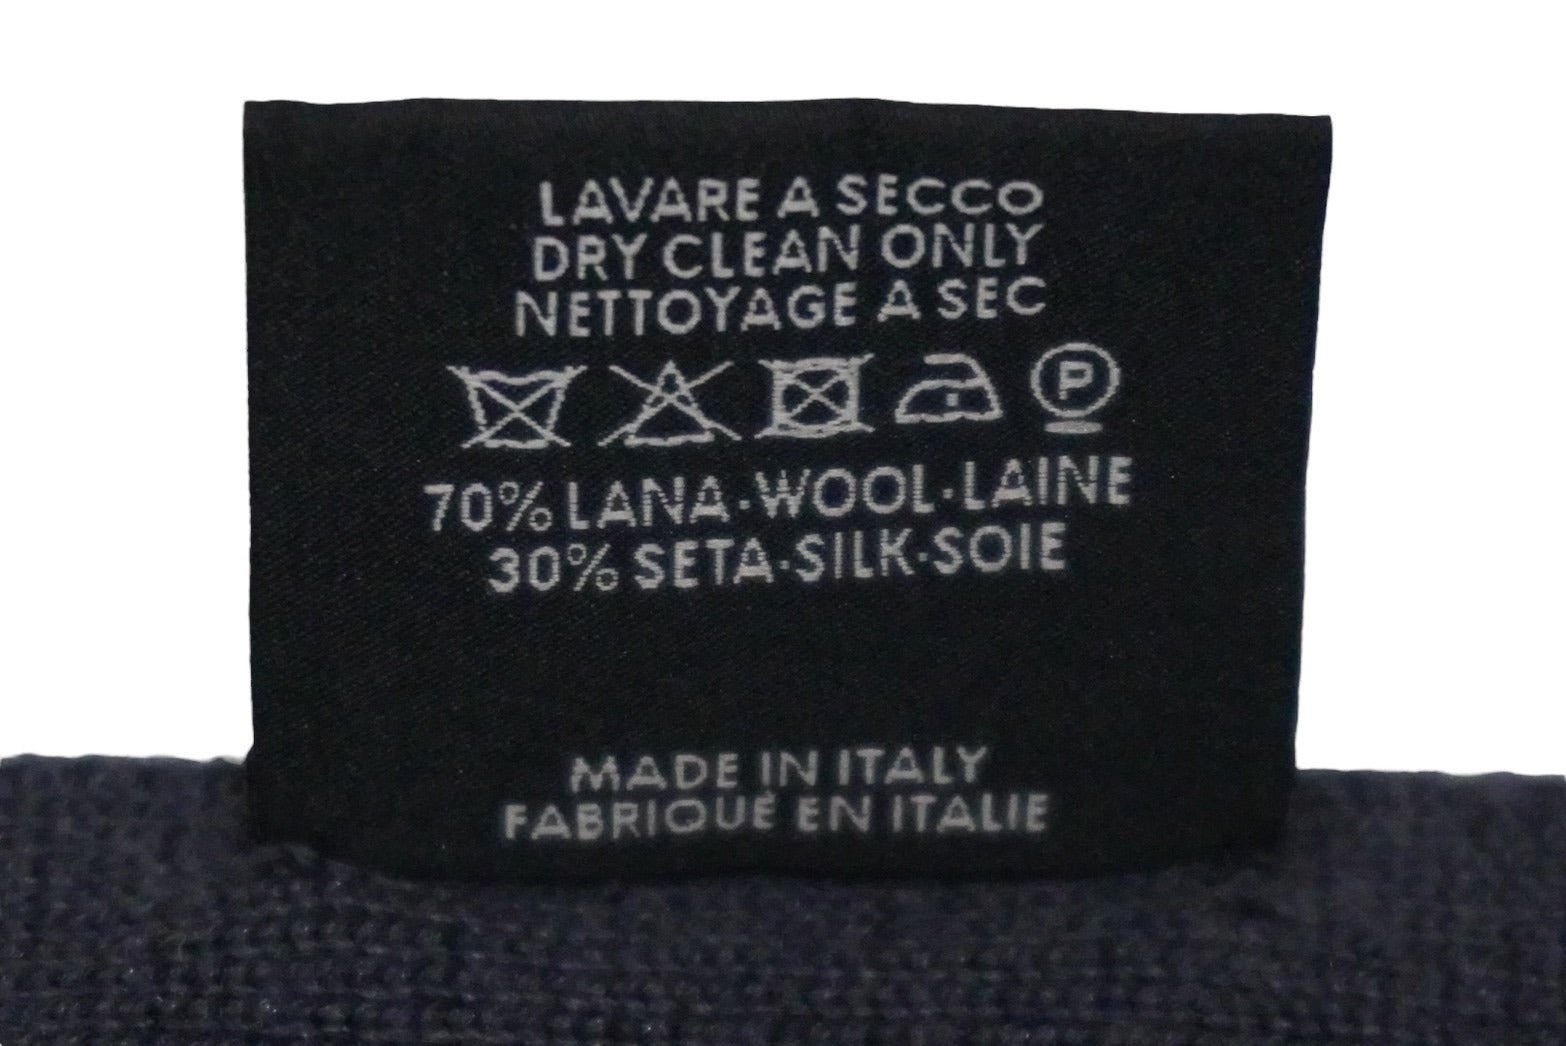 LAVARE A SECCO
DRY CLEAN ONLY
NETTOYAGE A SEC
P
70% LANA·WOOL·LAINE
30% SETA·SILK·SOIE
MADE IN ITALY
FABRIQUÉ EN ITALIE